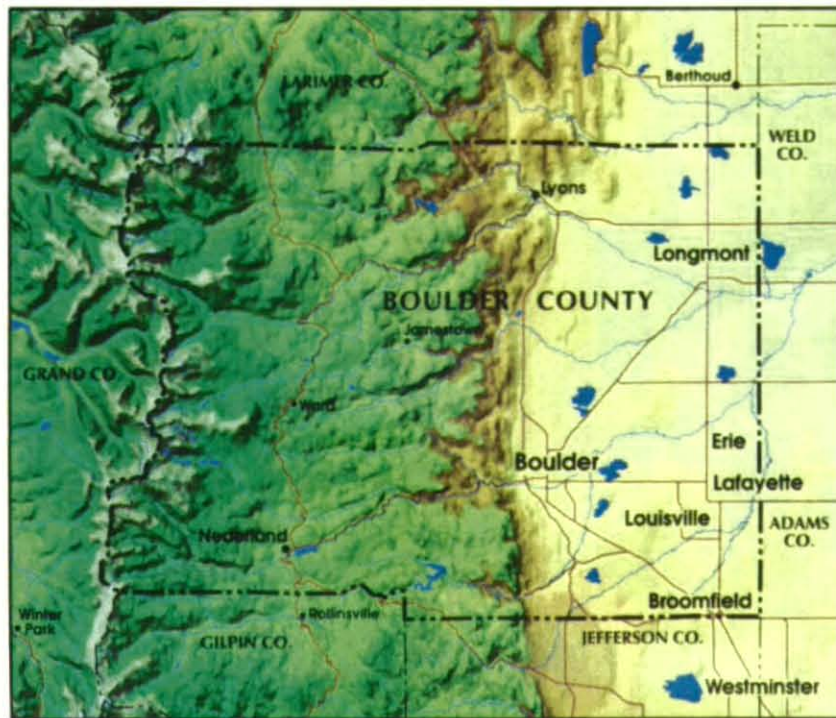 LARIMER CO.
Berthoud
WELD
CO.
Lyons
Longmont
BOULDER COUNTY
Jamestown
GRAND CO.
Ward
Erie
Boulder
Lafayette
Louisville
ADAMS
CO.
Nederland
Broomfield
Winter
Park
Rollinsville
GILPIN CO.
JEFFERSON CO.
Westminster